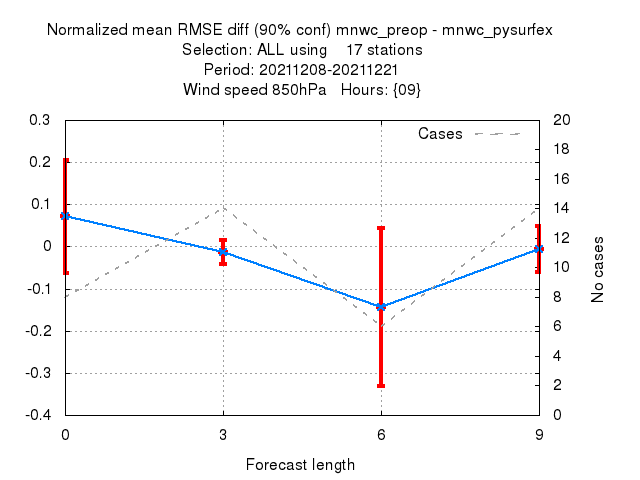 Normalized mean RMSE diff (90% conf) mnwc_preop - mnwc_pysurfex
Selection: ALL using    17 stations
Period: 20211208-20211221
Wind speed 850hPa   Hours: {09}
Cases
0.3
0.2
0.1
0
-0.1
-0.2
-0.3
-0.4
20
18
16
14
12
10
8
6
4
2
0
No cases
0 3 6 9
Forecast length